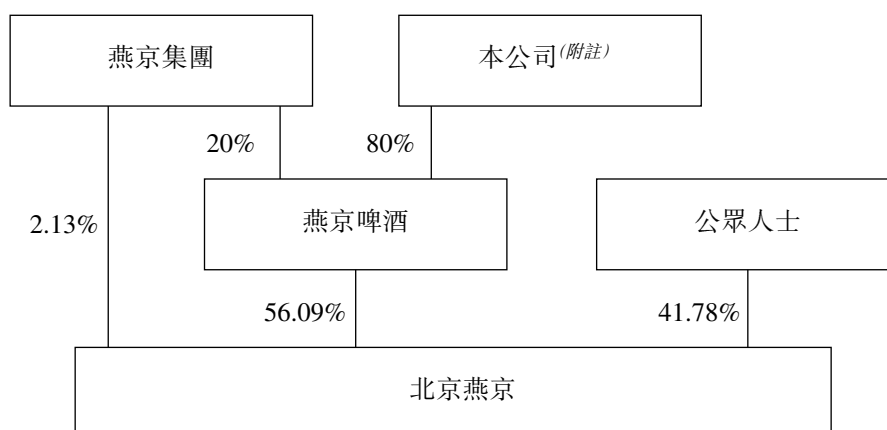 燕京集團
本公司(附註)
20%
80%
2.13%
燕京啤酒
公眾人士
56.09%
41.78%
北京燕京